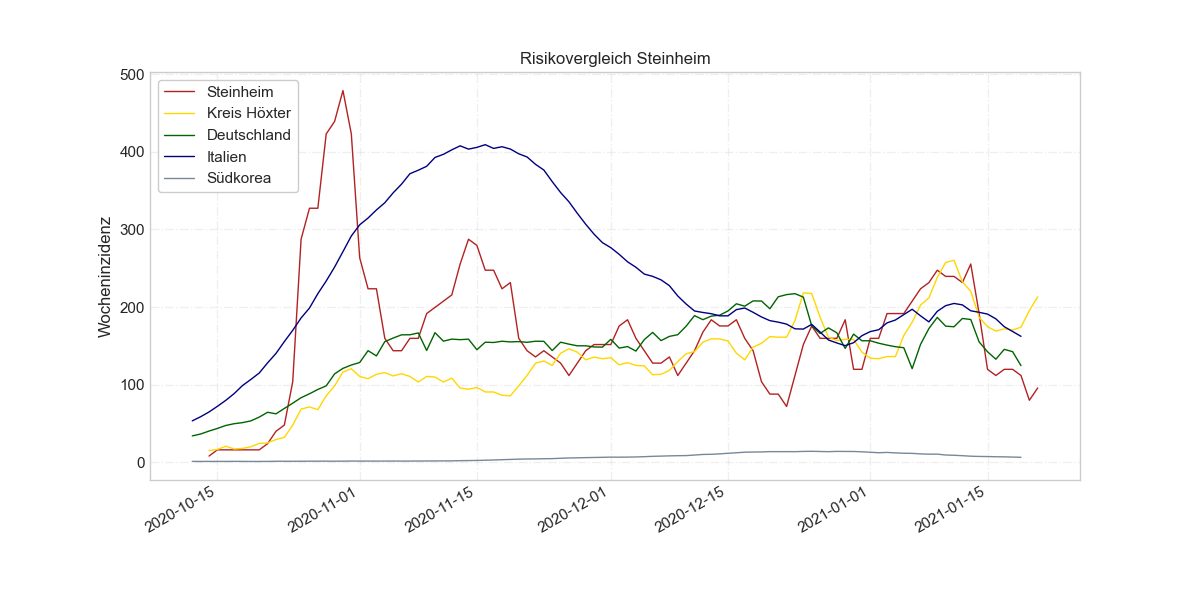 Risikovergleich Steinheim
Wocheninzidenz
500
400
300
200
100
0
Steinheim
Kreis Höxter
Deutschland
Italien
Südkorea
2020-10-15
2020-11-01
2020-11-15
2020-12-01
2020-12-15
2021-01-01
2021-01-15